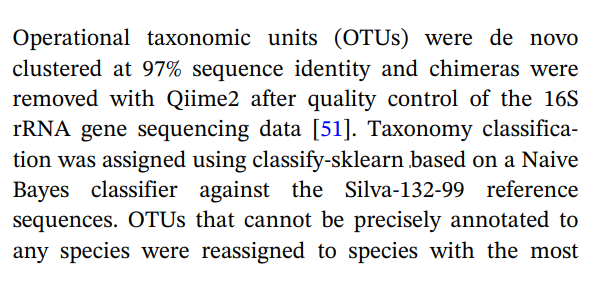 Operational taxonomic units (OTUs) were de novo
clustered at 97% sequence identity and chimeras were
removed with Qiime2 after quality control of the 16S
rRNA gene sequencing data [51]. Taxonomy classifica-
tion was assigned using classify-sklearn ,based on a Naive
Bayes classifier against the Silva-132-99 reference
sequences. OTUs that cannot be precisely annotated to
any species were reassigned to species with the most